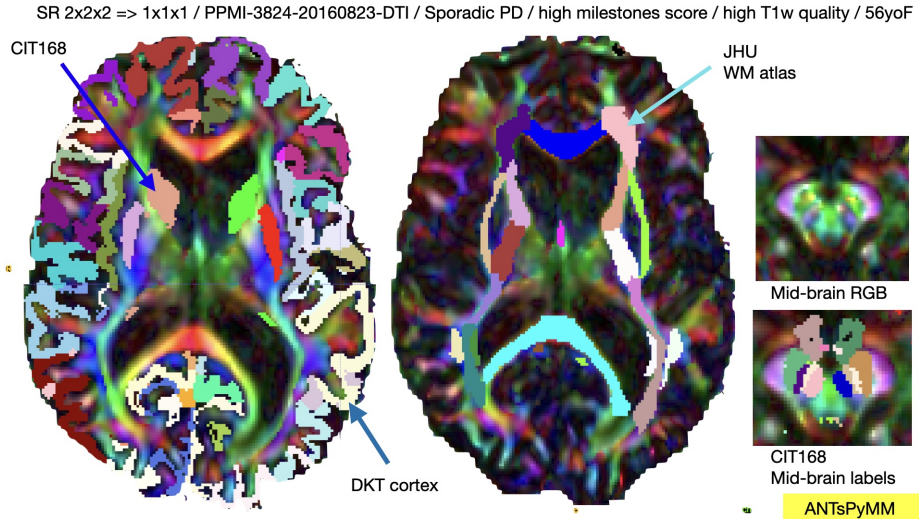 SR 2x2x2 => 1x1x1 / PPMI-3824-20160823-DTI / Sporadic PD / high milestones score / high T1w quality / 56yoF
CIT168
JHU
WM atlas
Mid-brain RGB
DKT cortex
CIT168
Mid-brain labels
ANTsPyMM